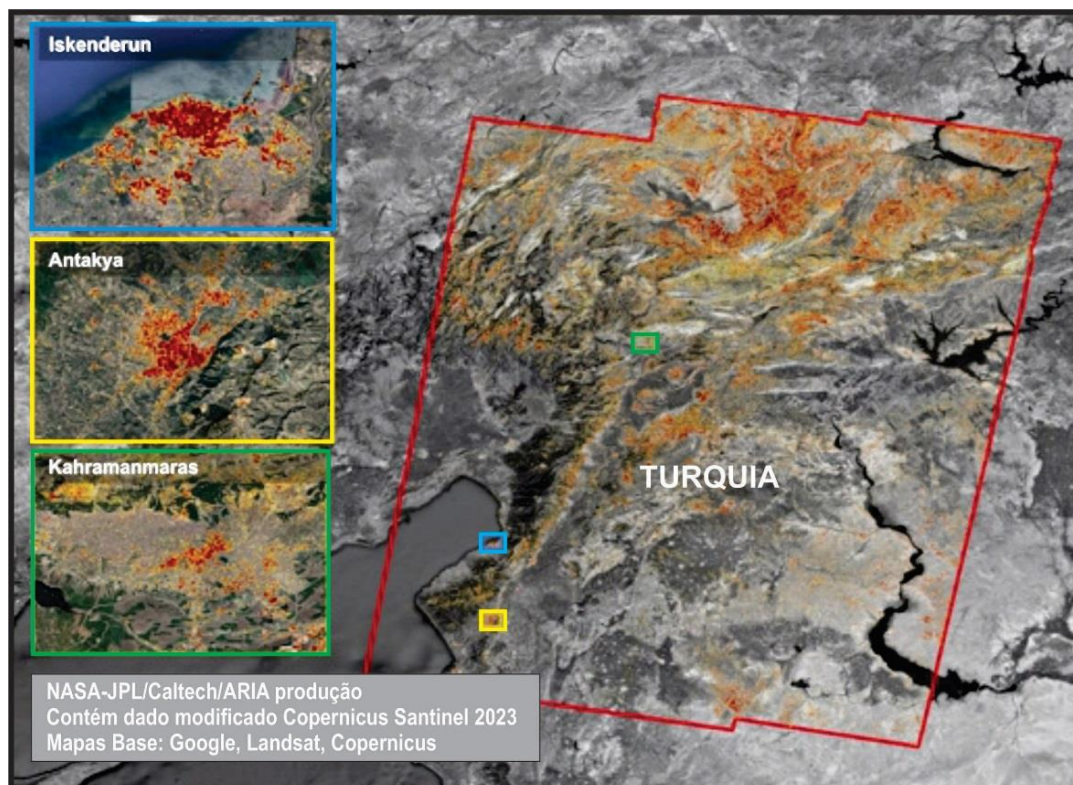 Iskenderun
Antakya
Kahramanmaras
TURQUIA
NASA-JPL/Caltech/ARIA produção
Contém dado modificado Copernicus Santinel 2023
Mapas Base: Google, Landsat, Copernicus